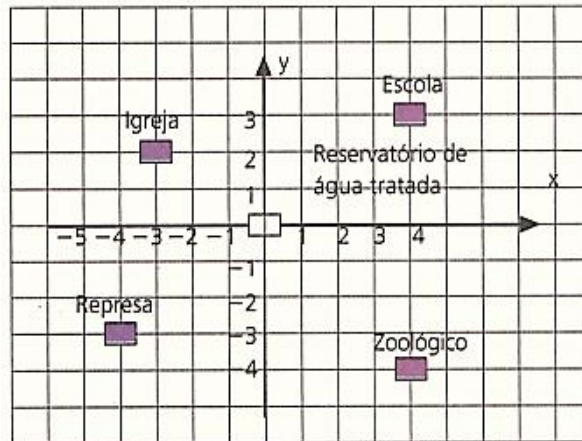 y
Escola
Igreja
3
2
Reservatório de
água tratada
x
1
-5 -4 -3 -2 -1 1 2 3 4
-1
-2
Represa
-3
Zoológico
-4